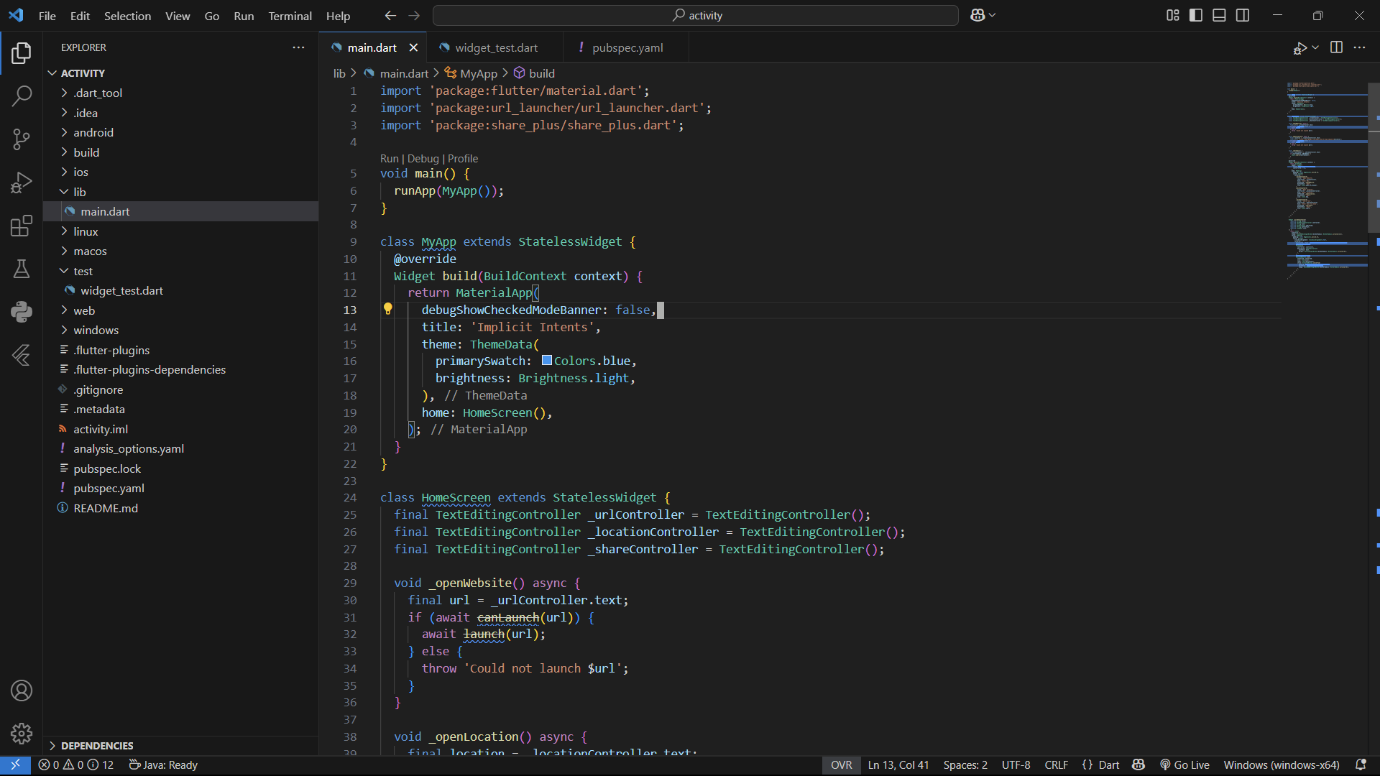 File Edit Selection View Go Run Terminal Help
activity
EXPLORER
ACTIVITY
.dart_tool
.idea
android
build
ios
lib
main.dart
linux
macos
test
widget_test.dart
web
windows
.flutter-plugins
.flutter-plugins-dependencies
.gitignore
.metadata
activity.iml
analysis_options.yaml
pubspec.lock
pubspec.yaml
README.md
DEPENDENCIES
main.dart widget_test.dart pubspec.yaml
lib > main.dart > MyApp > build
1 import 'package:flutter/material.dart';
2 import 'package:url_launcher/url_launcher.dart';
3 import 'package:share_plus/share_plus.dart';
4
Run | Debug | Profile
5 void main() {
6 runApp(MyApp());
7 }
8
9 class MyApp extends StatelessWidget {
10 @override
11 Widget build(BuildContext context) {
12 return MaterialApp(
13 debugShowCheckedModeBanner: false,
14 title: 'Implicit Intents',
15 theme: ThemeData(
16 primarySwatch: Colors.blue,
17 brightness: Brightness.light,
18 ), // ThemeData
19 home: HomeScreen(),
20 ); // MaterialApp
21 }
22 }
23
24 class HomeScreen extends StatelessWidget {
25 final TextEditingController _urlController = TextEditingController();
26 final TextEditingController _locationController = TextEditingController();
27 final TextEditingController _shareController = TextEditingController();
28
29 void _openWebsite() async {
30 final url = _urlController.text;
31 if (await canLaunch(url)) {
32 await launch(url);
33 } else {
34 throw 'Could not launch $url';
35 }
36 }
37
38 void _openLocation() async {
39 final location = _locationController.text;
0 0 12 Java: Ready OVR Ln 13, Col 41 Spaces: 2 UTF-8 CRLF {} Dart Go Live Windows (windows-x64)